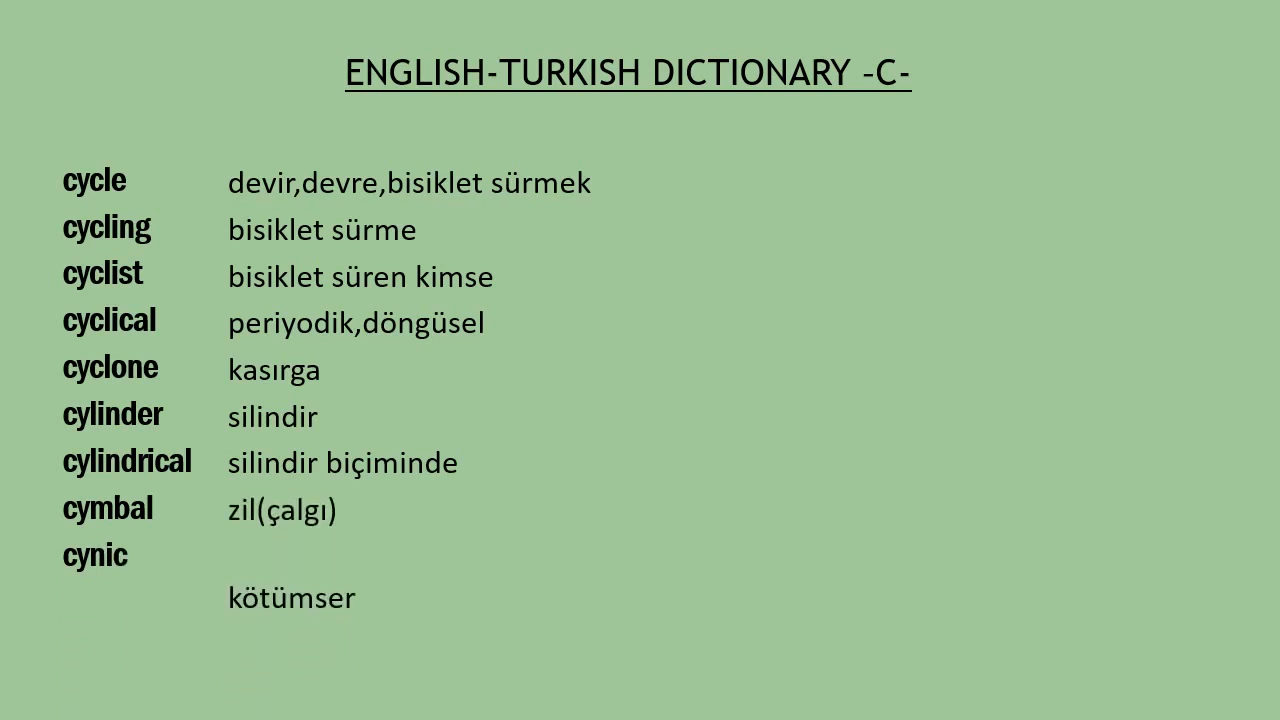 ENGLISH-TURKISH DICTIONARY –C-
cycle devir,devre,bisiklet sürmek
cycling bisiklet sürme
cyclist bisiklet süren kimse
cyclical periyodik,döngüsel
cyclone kasırga
cylinder silindir
cylindrical silindir biçiminde
cymbal zil(çalgı)
cynic
kötümser